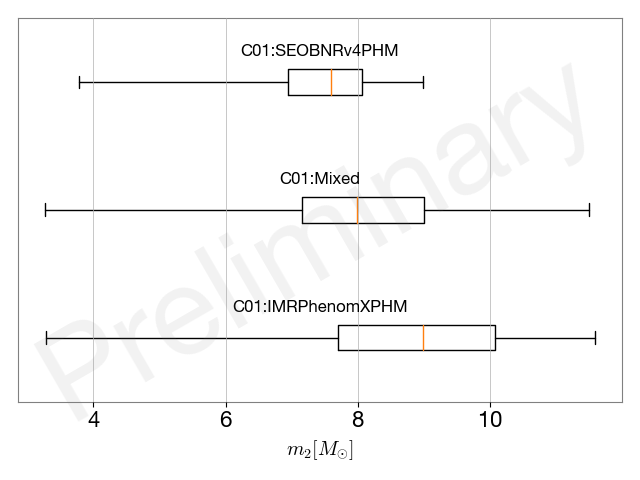 C01:SEOBNRv4PHM
C01:Mixed
C01:IMRPhenomXPHM
Preliminary
4 6 8 10
m₂[M⊙]